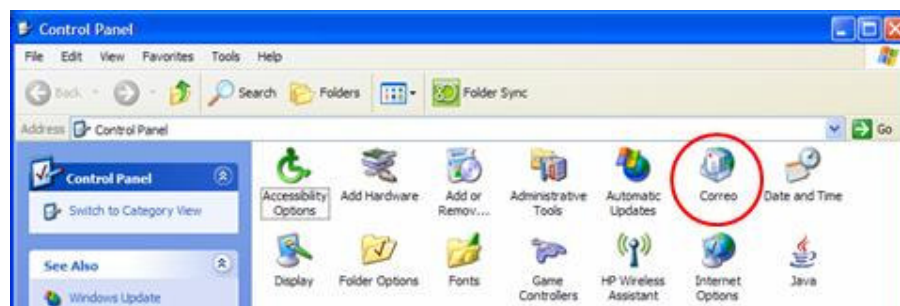 Control Panel
File Edit View Favorites Tools Help
Back Search Folders Folder Sync
Address Control Panel Go
Control Panel
Switch to Category View
See Also
Windows Update
Accessibility Options
Add Hardware
Add or Remov....
Administrative Tools
Automatic Updates
Correo
Date and Time
Display
Folder Options
Fonts
Game Controllers
HP Wireless Assistant
Internet Options
Java